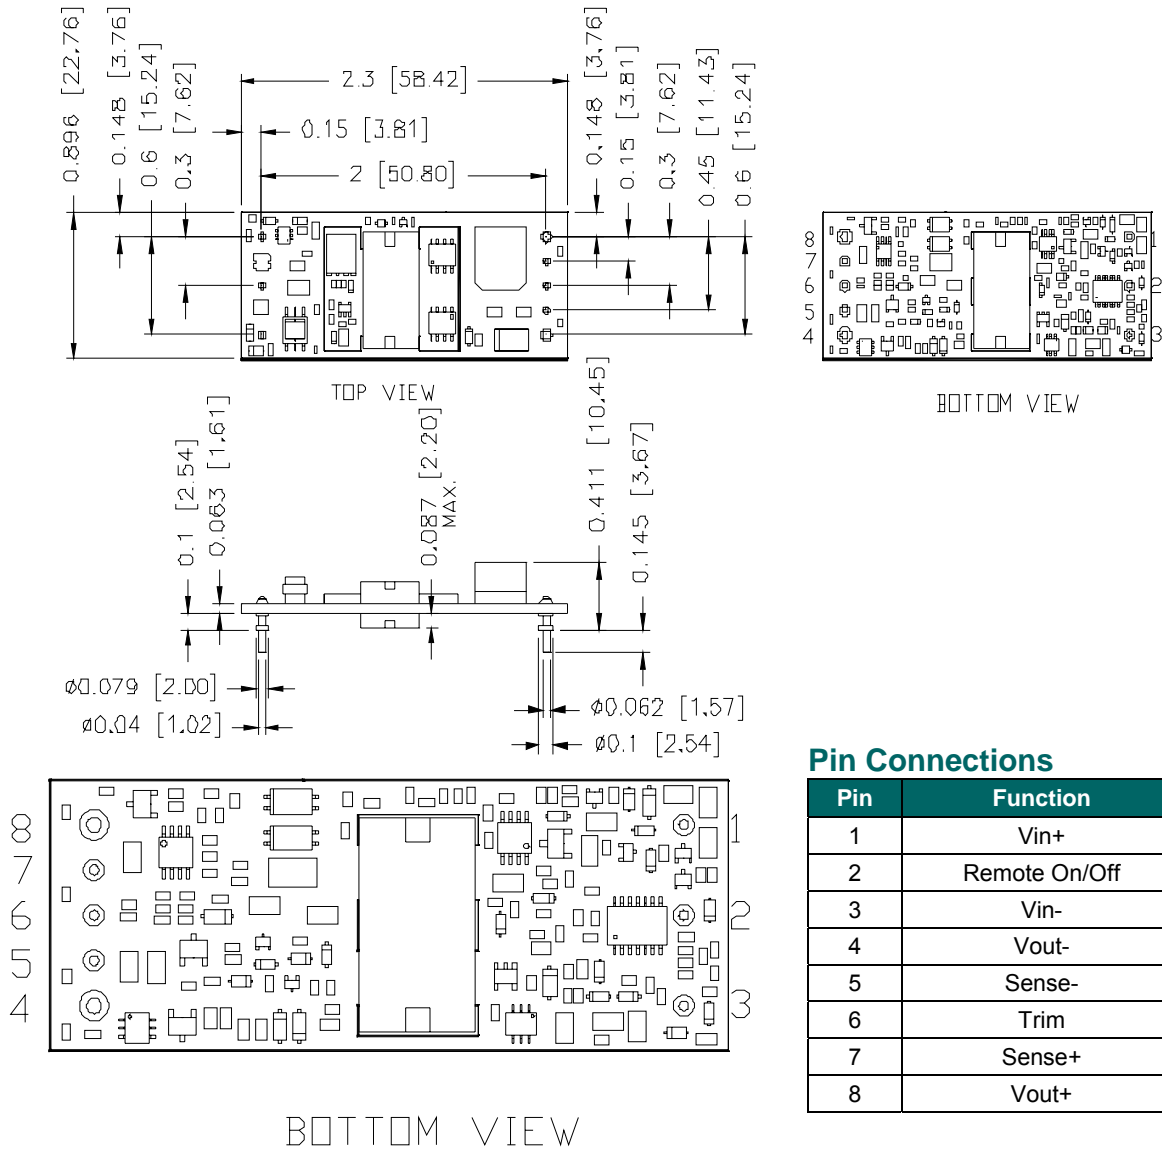 0.896 [22.76]
0.148 [3.76]
0.6 [15.24]
0.3 [7.62]
2.3 [58.42]
0.15 [3.81]
2 [50.80]
0.148 [3.76]
0.15 [3.81]
0.3 [7.62]
0.45 [11.43]
0.6 [15.24]
TOP VIEW
8
7
6
5
4
1
2
3
BOTTOM VIEW
0.1 [2.54]
0.063 [1.61]
0.087 [2.20]
MAX.
0.411 [10.45]
0.145 [3.67]
ø0.079 [2.00]
ø0.04 [1.02]
ø0.062 [1.57]
ø0.1 [2.54]
8
7
6
5
4
1
2
3
BOTTOM VIEW
Pin Connections
Pin Function
1 Vin+
2 Remote On/Off
3 Vin-
4 Vout-
5 Sense-
6 Trim
7 Sense+
8 Vout+